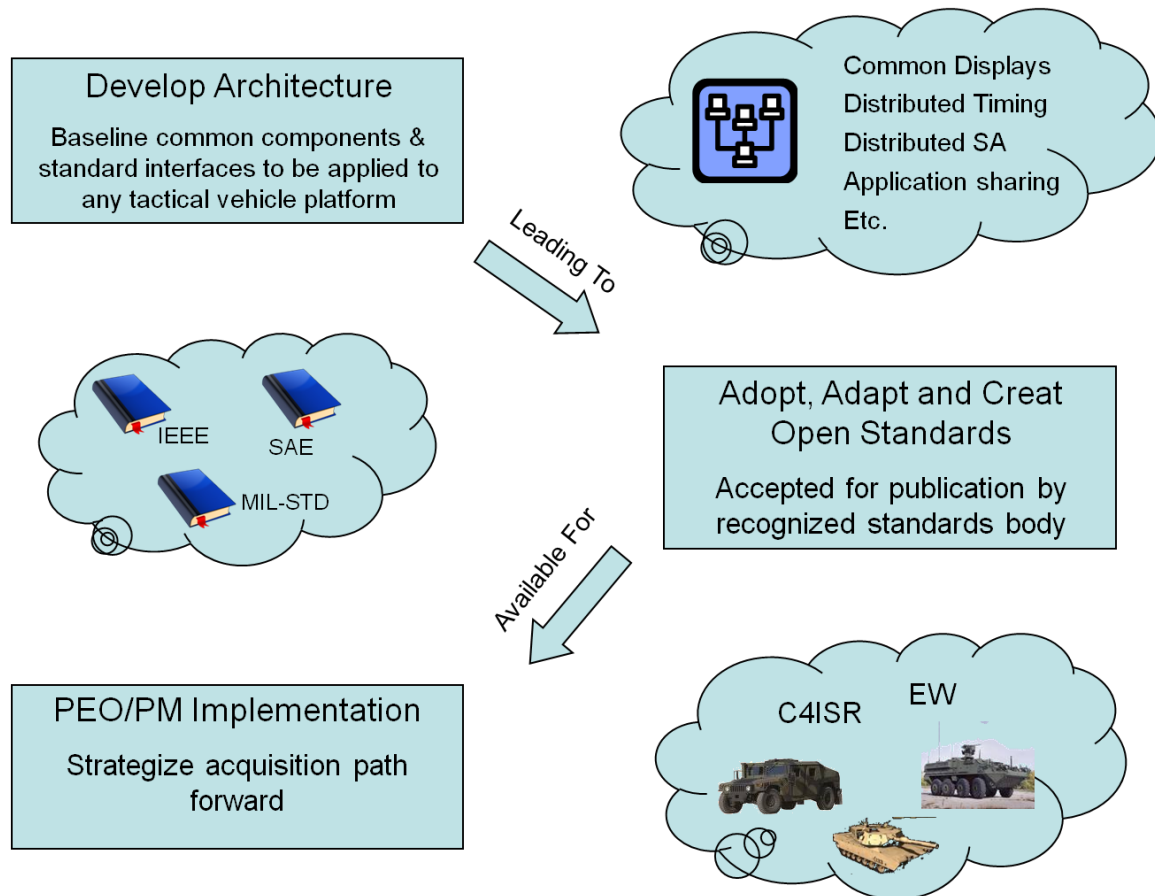 Develop Architecture
Baseline common components &
standard interfaces to be applied to
any tactical vehicle platform
Common Displays
Distributed Timing
Distributed SA
Application sharing
Etc.
Leading To
IEEE
SAE
MIL-STD
Adopt, Adapt and Creat
Open Standards
Accepted for publication by
recognized standards body
Available For
PEO/PM Implementation
Strategize acquisition path
forward
C4ISR
EW